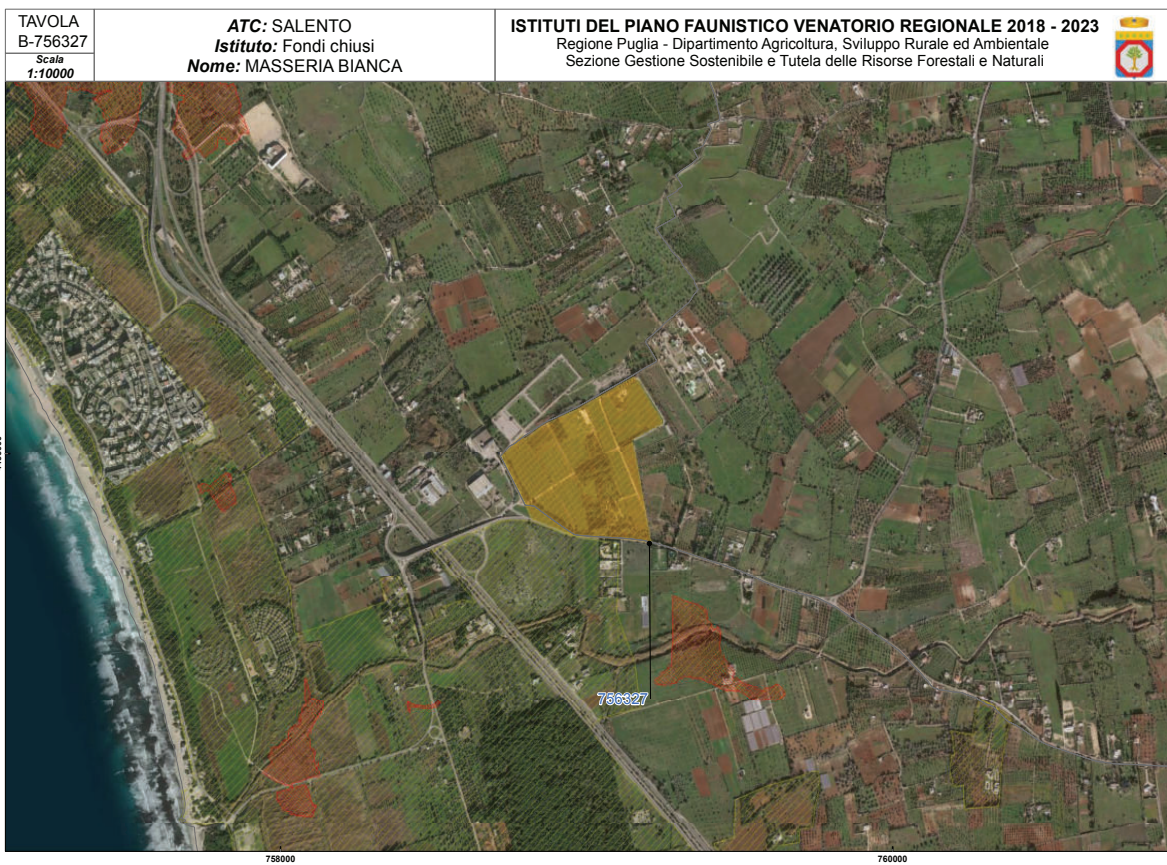 TAVOLA
B-756327
Scala
1:10000
ATC: SALENTO
Istituto: Fondi chiusi
Nome: MASSERIA BIANCA
ISTITUTI DEL PIANO FAUNISTICO VENATORIO REGIONALE 2018 - 2023
Regione Puglia - Dipartimento Agricoltura, Sviluppo Rurale ed Ambientale
Sezione Gestione Sostenibile e Tutela delle Risorse Forestali e Naturali
756327
758000
760000